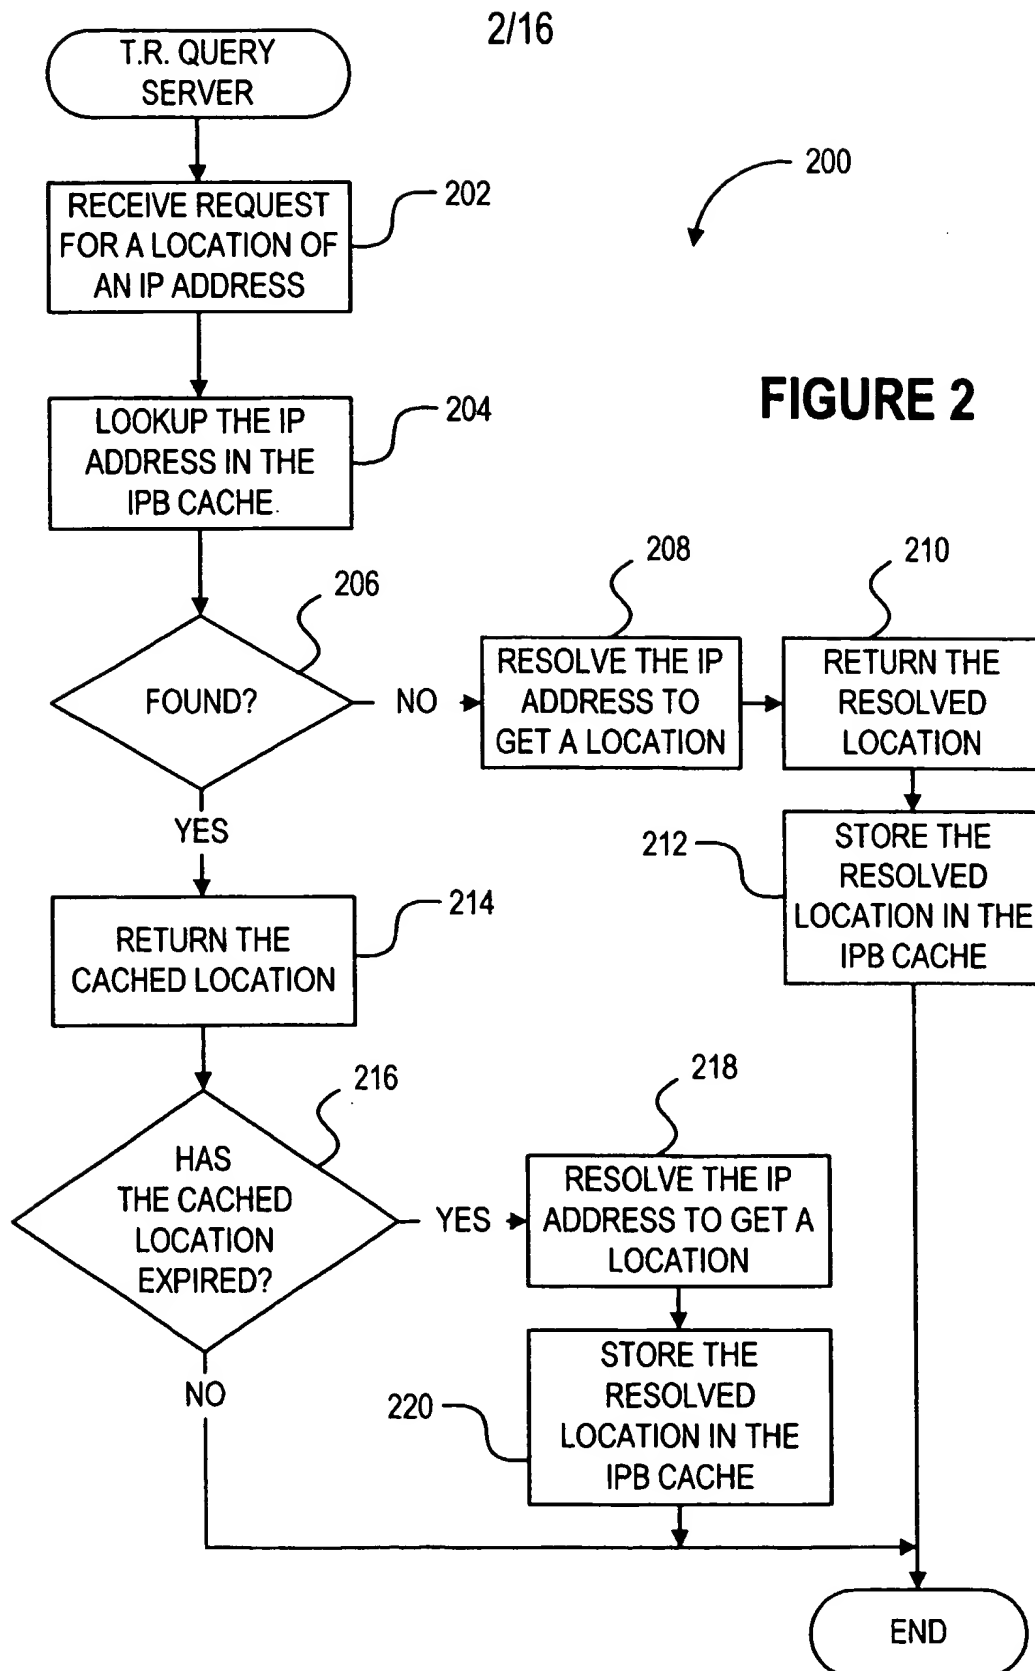 2/16
T.R. QUERY
SERVER
200
RECEIVE REQUEST
FOR A LOCATION OF
AN IP ADDRESS
202
FIGURE 2
LOOKUP THE IP
ADDRESS IN THE
IPB CACHE.
204
FOUND?
206
NO
RESOLVE THE IP
ADDRESS TO
GET A LOCATION
208
RETURN THE
RESOLVED
LOCATION
210
STORE THE
RESOLVED
LOCATION IN THE
IPB CACHE
212
YES
RETURN THE
CACHED LOCATION
214
HAS
THE CACHED
LOCATION
EXPIRED?
216
YES
RESOLVE THE IP
ADDRESS TO GET A
LOCATION
218
STORE THE
RESOLVED
LOCATION IN THE
IPB CACHE
220
NO
END